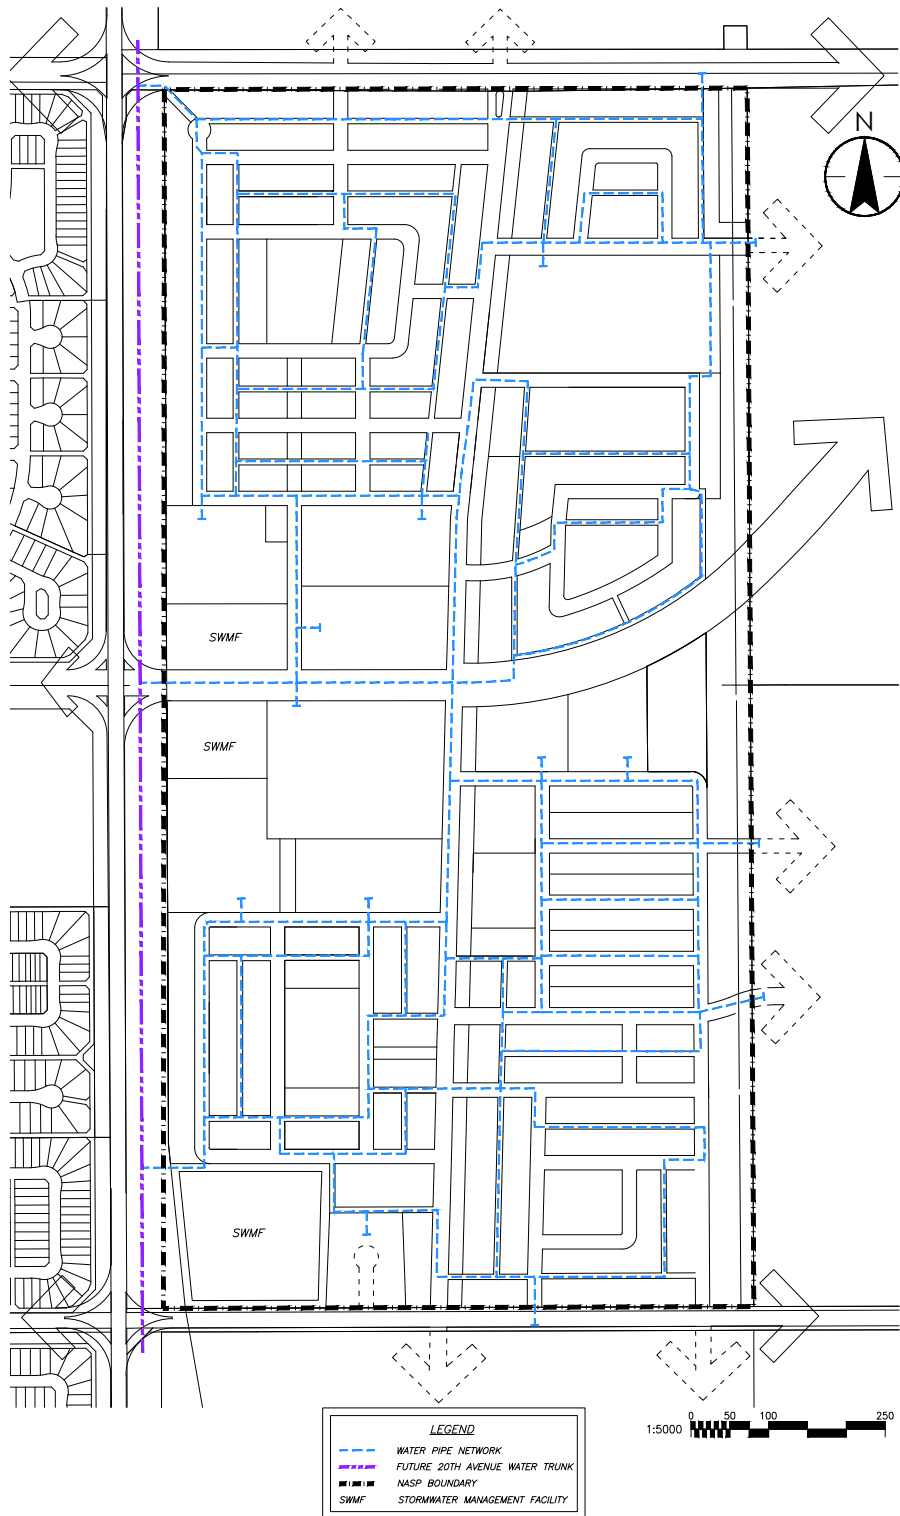 N
SWMF
SWMF
SWMF
0 50 100 250
1:5000
LEGEND
WATER PIPE NETWORK
FUTURE 20TH AVENUE WATER TRUNK
NASP BOUNDARY
SWMF STORMWATER MANAGEMENT FACILITY